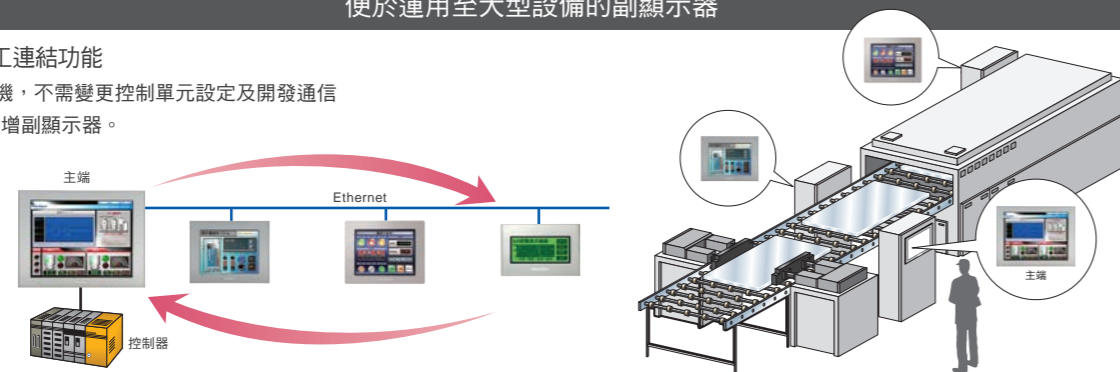 便於運用至大型設備的副顯示器
工連結功能
機，不需變更控制單元設定及開發通信
增副顯示器。
主端
Ethernet
控制器
主端